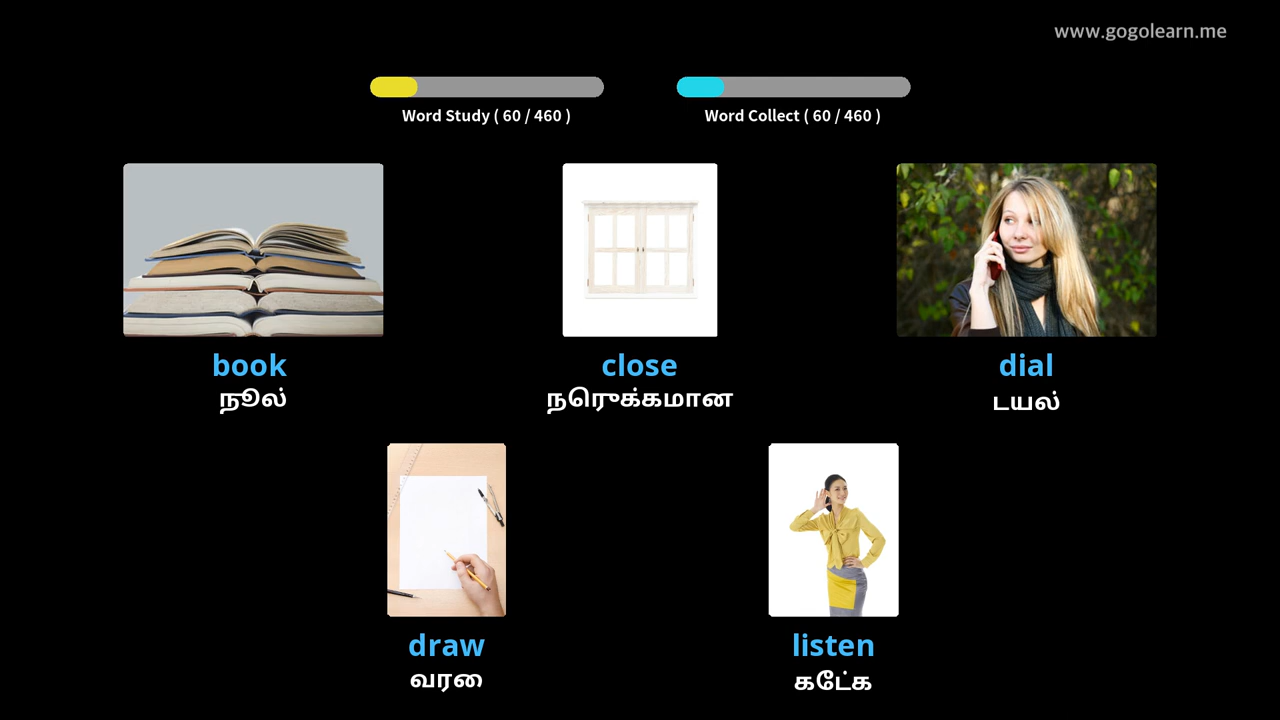 www.gogolearn.me
Word Study ( 60 / 460 )
Word Collect ( 60 / 460 )
book
நூல்
close
நெருக்கமான
dial
டயல்
draw
வரை
listen
கேட்க